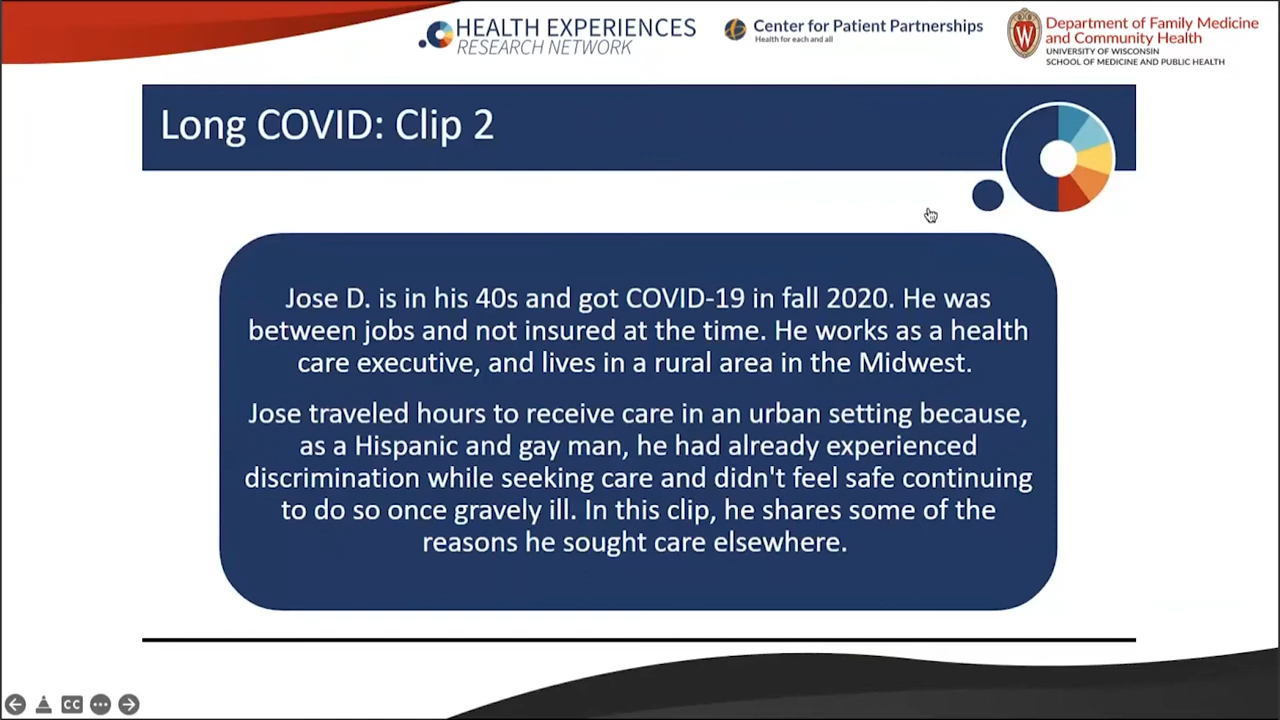 HEALTH EXPERIENCES
RESEARCH NETWORK
Center for Patient Partnerships
Health for each and all
W
Department of Family Medicine
and Community Health
UNIVERSITY OF WISCONSIN
SCHOOL OF MEDICINE AND PUBLIC HEALTH
Long COVID: Clip 2
Jose D. is in his 40s and got COVID-19 in fall 2020. He was
between jobs and not insured at the time. He works as a health
care executive, and lives in a rural area in the Midwest.
Jose traveled hours to receive care in an urban setting because,
as a Hispanic and gay man, he had already experienced
discrimination while seeking care and didn't feel safe continuing
to do so once gravely ill. In this clip, he shares some of the
reasons he sought care elsewhere.
CC